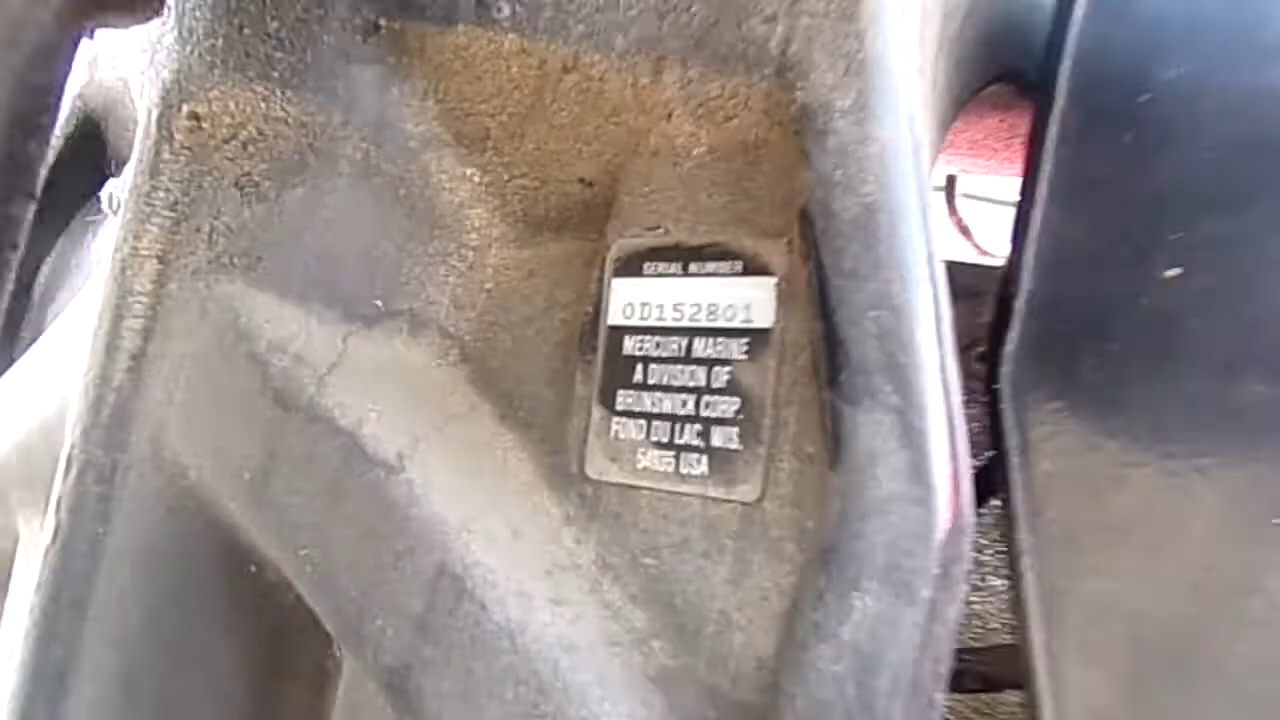 SERIAL NUMBER
0D152801
MERCURY MARINE
A DIVISION OF
BRUNSWICK CORP.
FOND DU LAC, WIS.
54935 USA